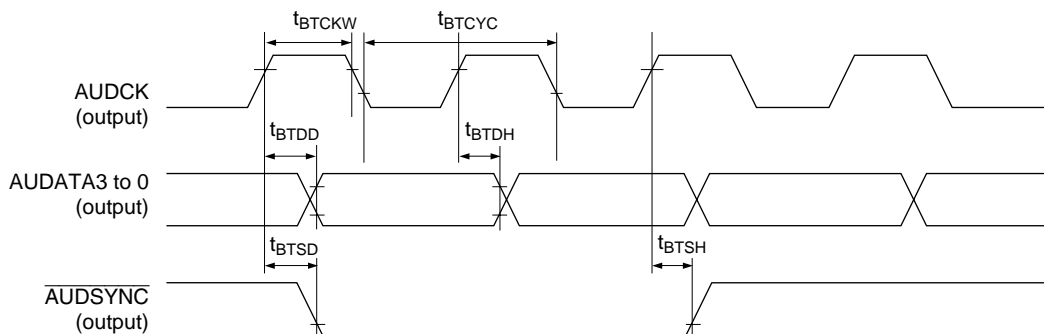 tBTCKW
tBTCYC
AUDCK
(output)
tBTDD
tBTDH
AUDATA3 to 0
(output)
tBTSD
tBTSH
AUDSYNC
(output)